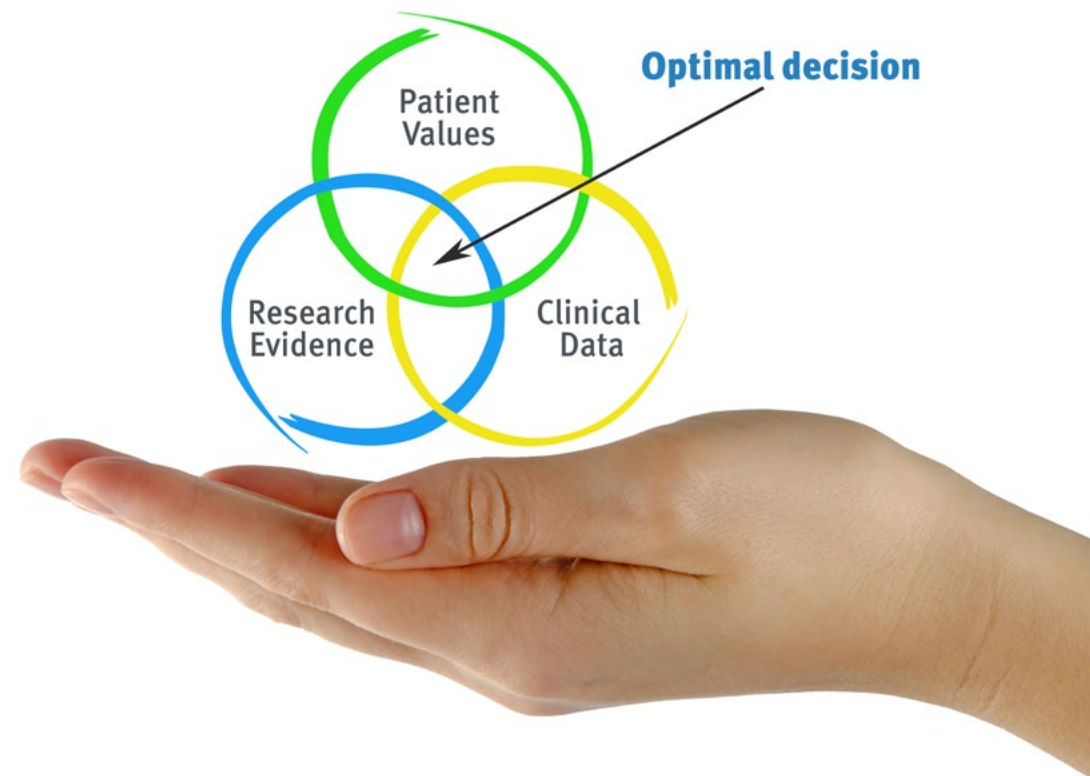 Optimal decision
Patient
Values
Research
Evidence
Clinical
Data